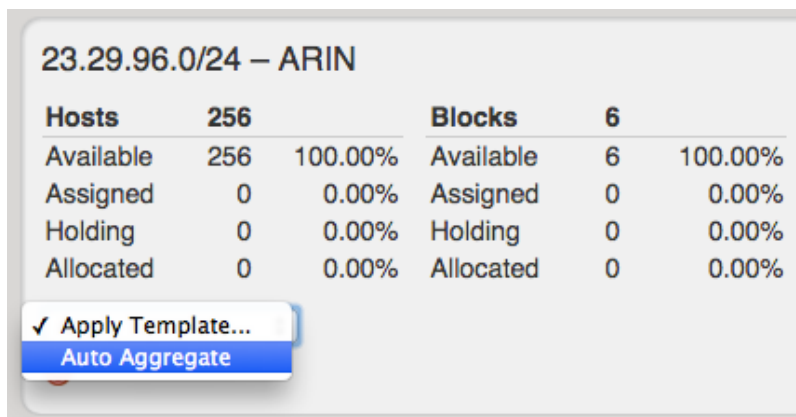 23.29.96.0/24 – ARIN
Hosts 256 Blocks 6
Available 256 100.00% Available 6 100.00%
Assigned 0 0.00% Assigned 0 0.00%
Holding 0 0.00% Holding 0 0.00%
Allocated 0 0.00% Allocated 0 0.00%
✓ Apply Template...
Auto Aggregate